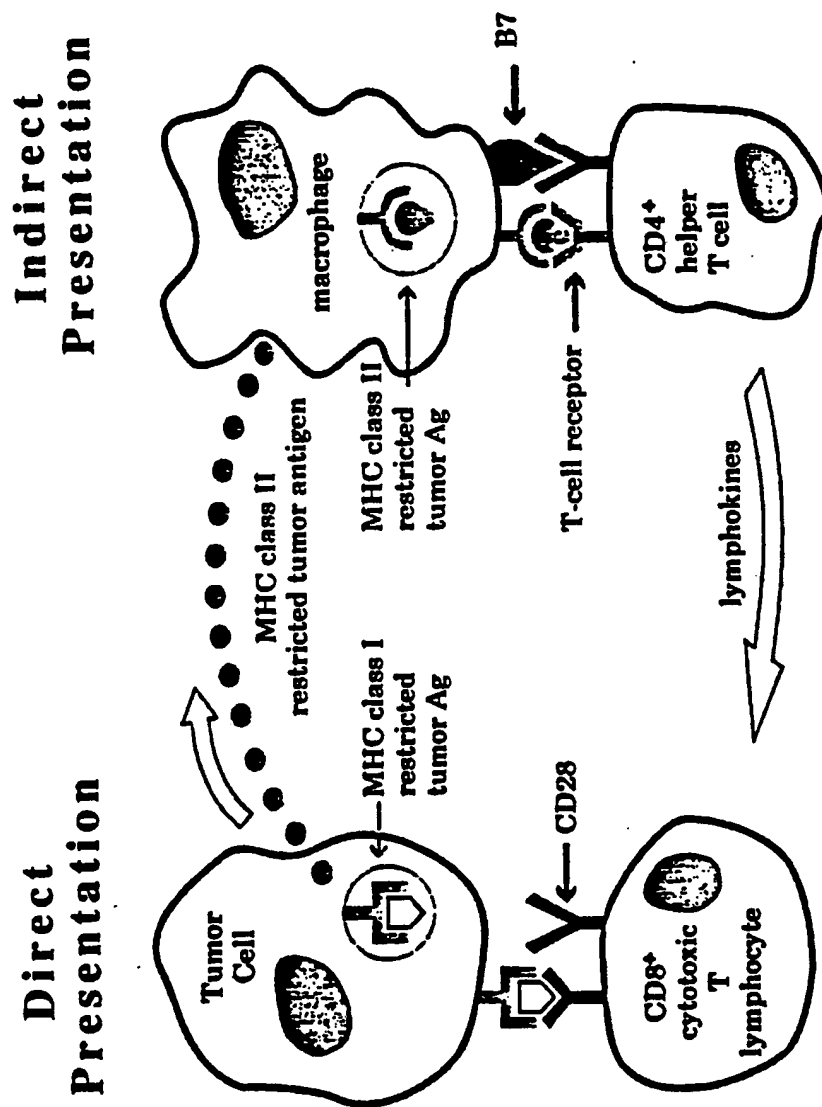 Direct
Presentation
Indirect
Presentation
Tumor
Cell
MHC class I
restricted
tumor Ag
MHC class II
restricted tumor antigen
macrophage
MHC class II
restricted
tumor Ag
B7
CD28
T-cell receptor
CD8+
cytotoxic
T
lymphocyte
CD4+
helper
T cell
lymphokines